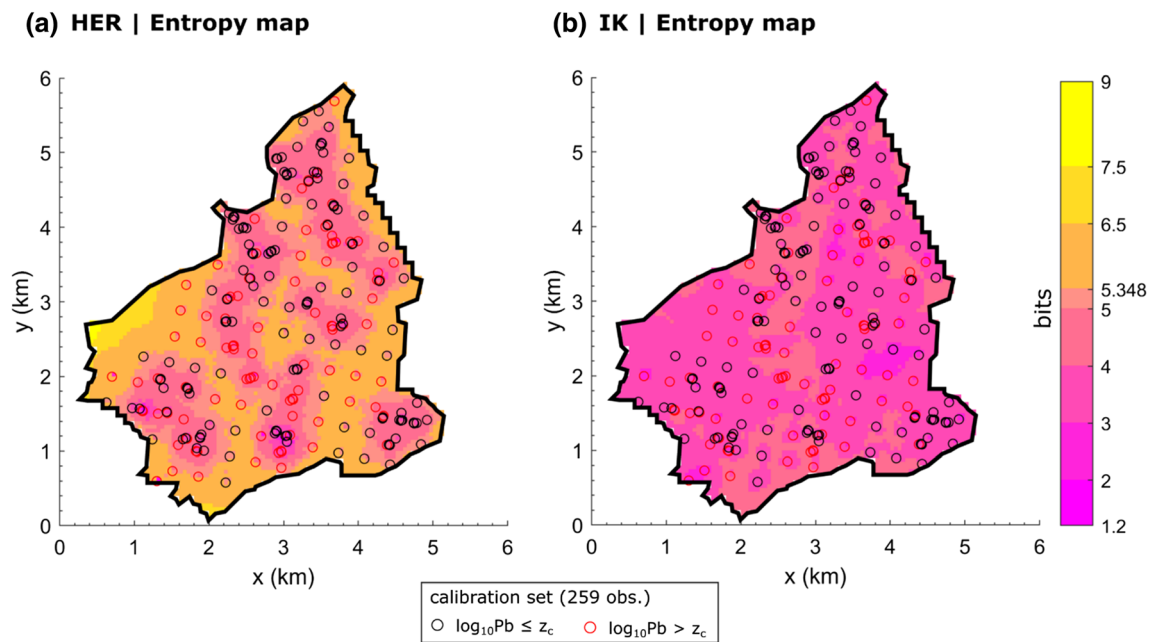 (a) HER | Entropy map
(b) IK | Entropy map
6
5
4
3
2
1
0
y (km)
0 1 2 3 4 5 6
x (km)
6
5
4
3
2
1
0
y (km)
0 1 2 3 4 5 6
x (km)
9
7.5
6.5
5.348
5
4
3
2
1.2
bits
calibration set (259 obs.)
log₁₀Pb ≤ z꜀ log₁₀Pb > z꜀